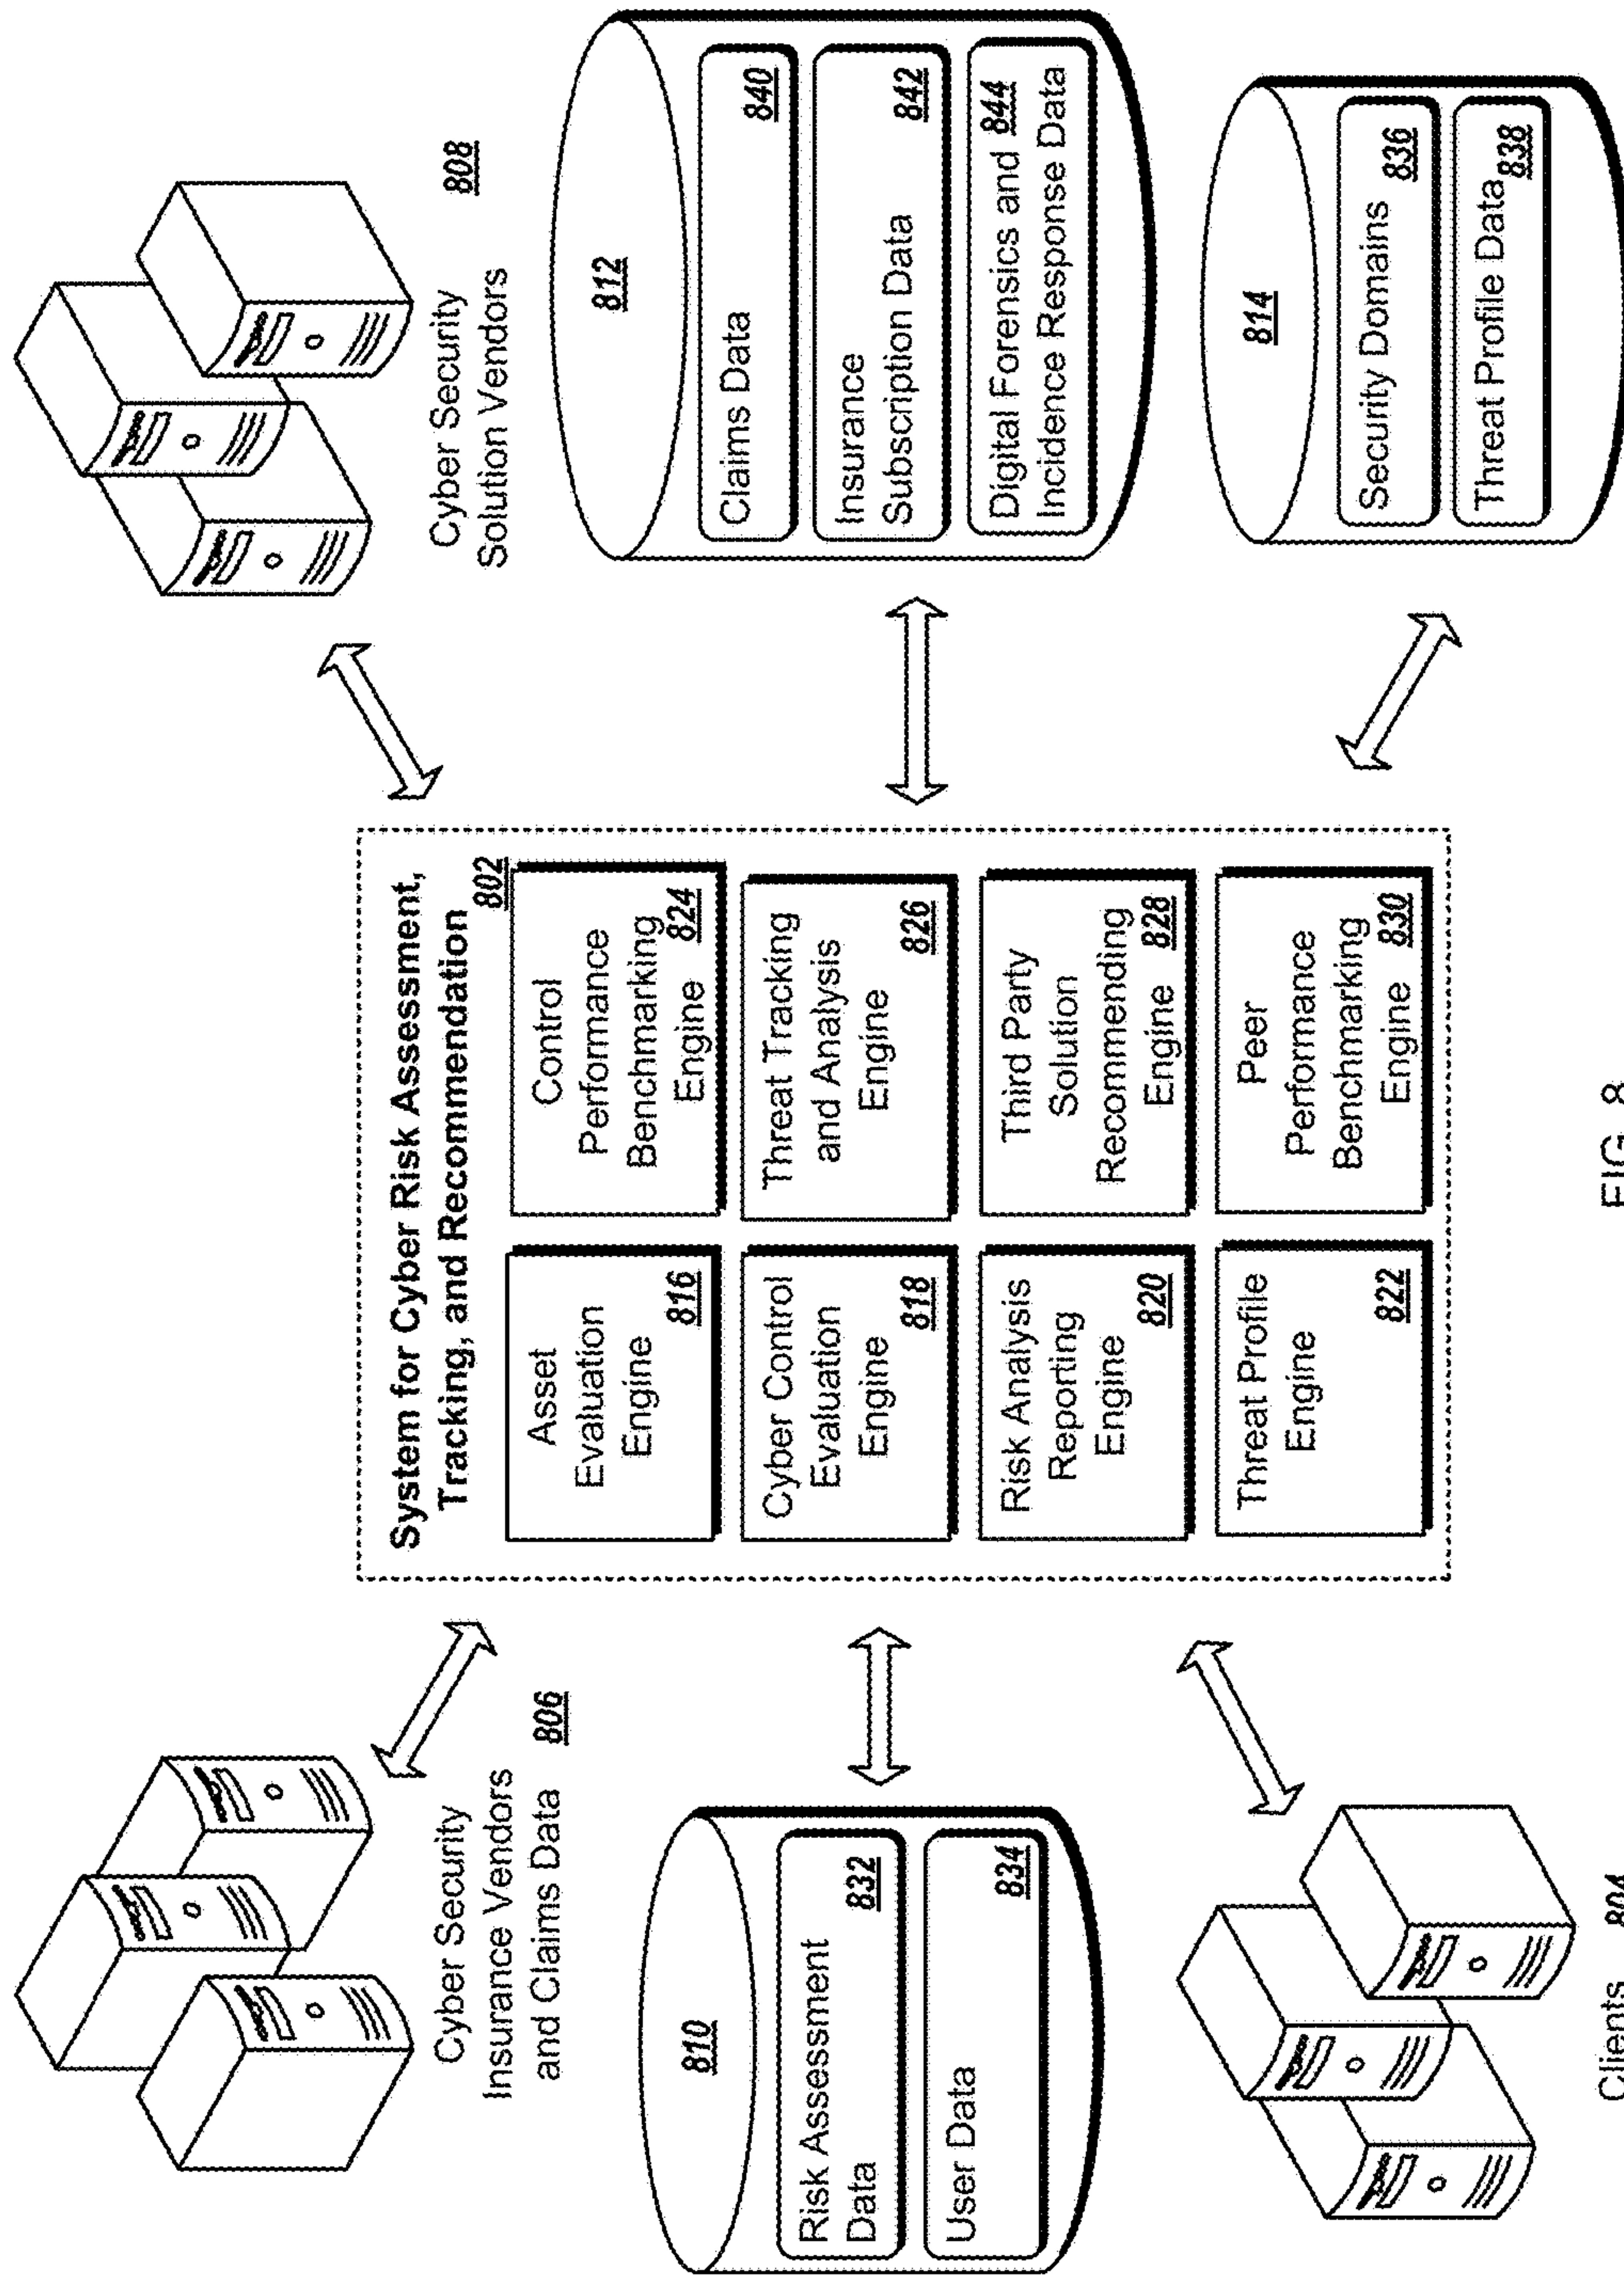 Cyber Security
Insurance Vendors
and Claims Data 806
810
Risk Assessment
Data 832
User Data 834
Clients 804
System for Cyber Risk Assessment,
Tracking, and Recommendation
802
Asset
Evaluation
Engine
816
Control
Performance
Benchmarking
Engine 824
Cyber Control
Evaluation
Engine 818
Threat Tracking
and Analysis
Engine 826
Risk Analysis
Reporting
Engine 820
Third Party
Solution
Recommending
Engine 828
Threat Profile
Engine
822
Peer
Performance
Benchmarking
Engine 830
Cyber Security
Solution Vendors
808
812
Claims Data 840
Insurance
Subscription Data 842
Digital Forensics and 844
Incidence Response Data
814
Security Domains 836
Threat Profile Data 838
FIG. 8